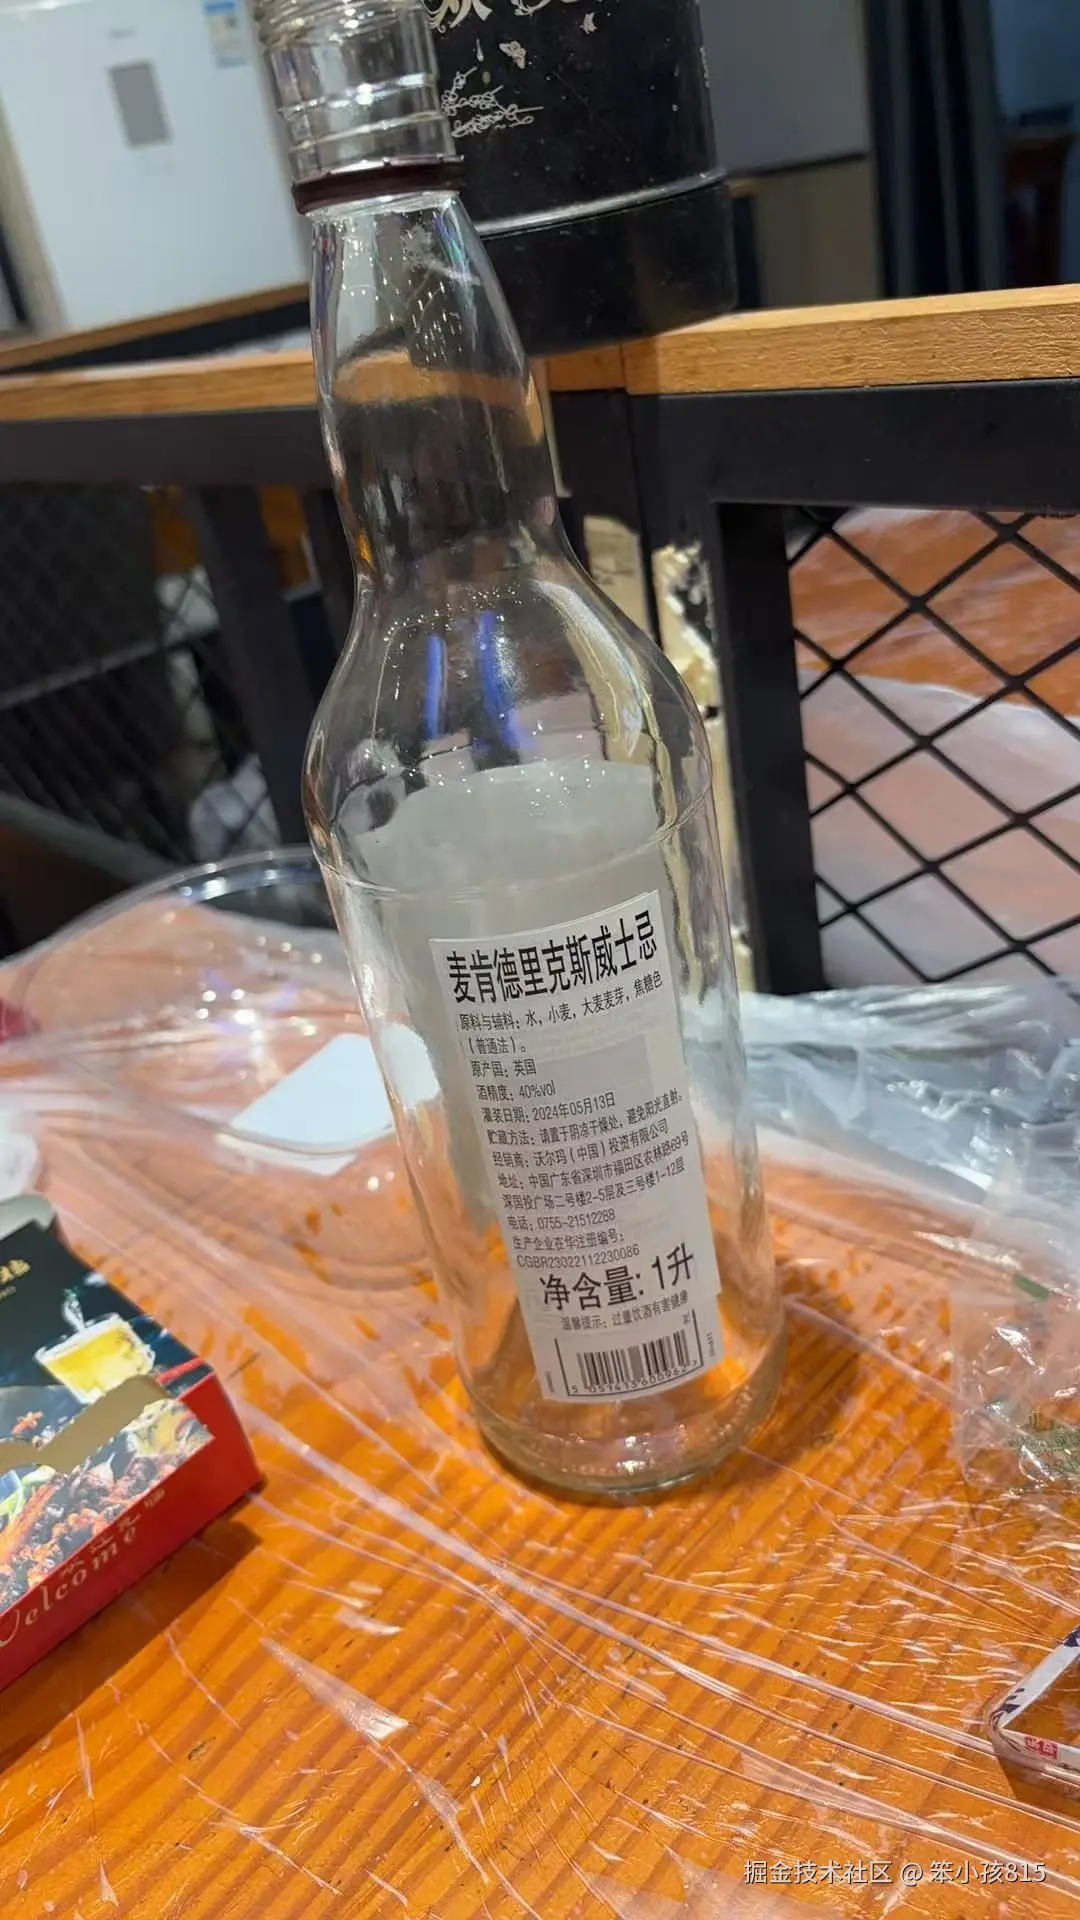 麦肯德里克斯威士忌
原料与辅料：水，小麦，大麦麦芽，焦糖色
（普通法）。
原产国：英国
酒精度：40%vol
灌装日期：2024年05月13日
贮藏方法：请置于阴凉干燥处，避免阳光直射。
经销商：沃尔玛（中国）投资有限公司
地址：中国广东省深圳市福田区农林路69号
深国投广场二号楼2-5层及三号楼1-12层
电话：0755-21512288
生产企业在华注册编号：
CGBR23022112230086
净含量：1升
温馨提示：过量饮酒有害健康
5 051413 600962
Welcome
掘金技术社区 @ 笨小孩815